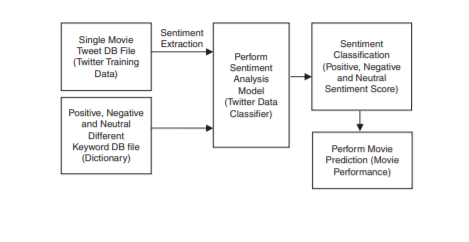 Single Movie
Tweet DB File
(Twitter Training
Data)
Sentiment
Extraction
Positive, Negative
and Neutral
Different
Keyword DB file
(Dictionary)
Perform
Sentiment
Analysis
Model
(Twitter Data
Classifier)
Sentiment
Classification
(Positive, Negative
and Neutral
Sentiment Score)
Perform Movie
Prediction (Movie
Performance)